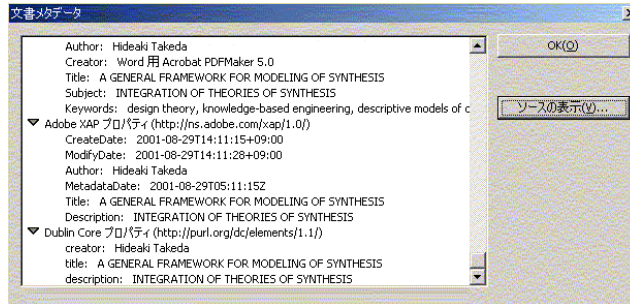 文書メタデータ
Author: Hideaki Takeda
Creator: Word 用 Acrobat PDFMaker 5.0
Title: A GENERAL FRAMEWORK FOR MODELING OF SYNTHESIS
Subject: INTEGRATION OF THEORIES OF SYNTHESIS
Keywords: design theory, knowledge-based engineering, descriptive models of c
Adobe XAP プロパティ (http://ns.adobe.com/xap/1.0/)
CreateDate: 2001-08-29T14:11:15+09:00
ModifyDate: 2001-08-29T14:11:28+09:00
Author: Hideaki Takeda
MetadataDate: 2001-08-29T05:11:15Z
Title: A GENERAL FRAMEWORK FOR MODELING OF SYNTHESIS
Description: INTEGRATION OF THEORIES OF SYNTHESIS
Dublin Core プロパティ (http://purl.org/dc/elements/1.1/)
creator: Hideaki Takeda
title: A GENERAL FRAMEWORK FOR MODELING OF SYNTHESIS
description: INTEGRATION OF THEORIES OF SYNTHESIS
OK(O)
ソースの表示(V)...